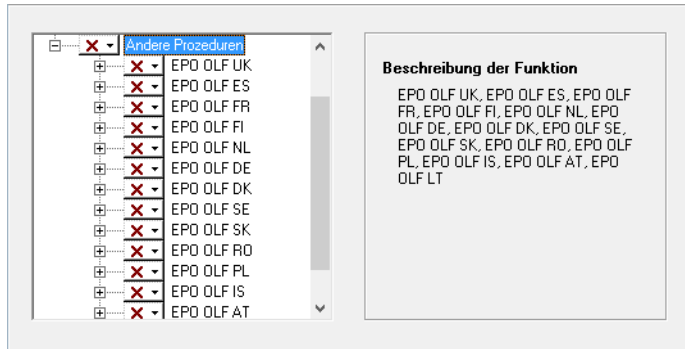 Andere Prozeduren
EPO OLF UK
EPO OLF ES
EPO OLF FR
EPO OLF FI
EPO OLF NL
EPO OLF DE
EPO OLF DK
EPO OLF SE
EPO OLF SK
EPO OLF RO
EPO OLF PL
EPO OLF IS
EPO OLF AT
Beschreibung der Funktion
EPO OLF UK, EPO OLF ES, EPO OLF
FR, EPO OLF FI, EPO OLF NL, EPO
OLF DE, EPO OLF DK, EPO OLF SE,
EPO OLF SK, EPO OLF RO, EPO OLF
PL, EPO OLF IS, EPO OLF AT, EPO
OLF LT